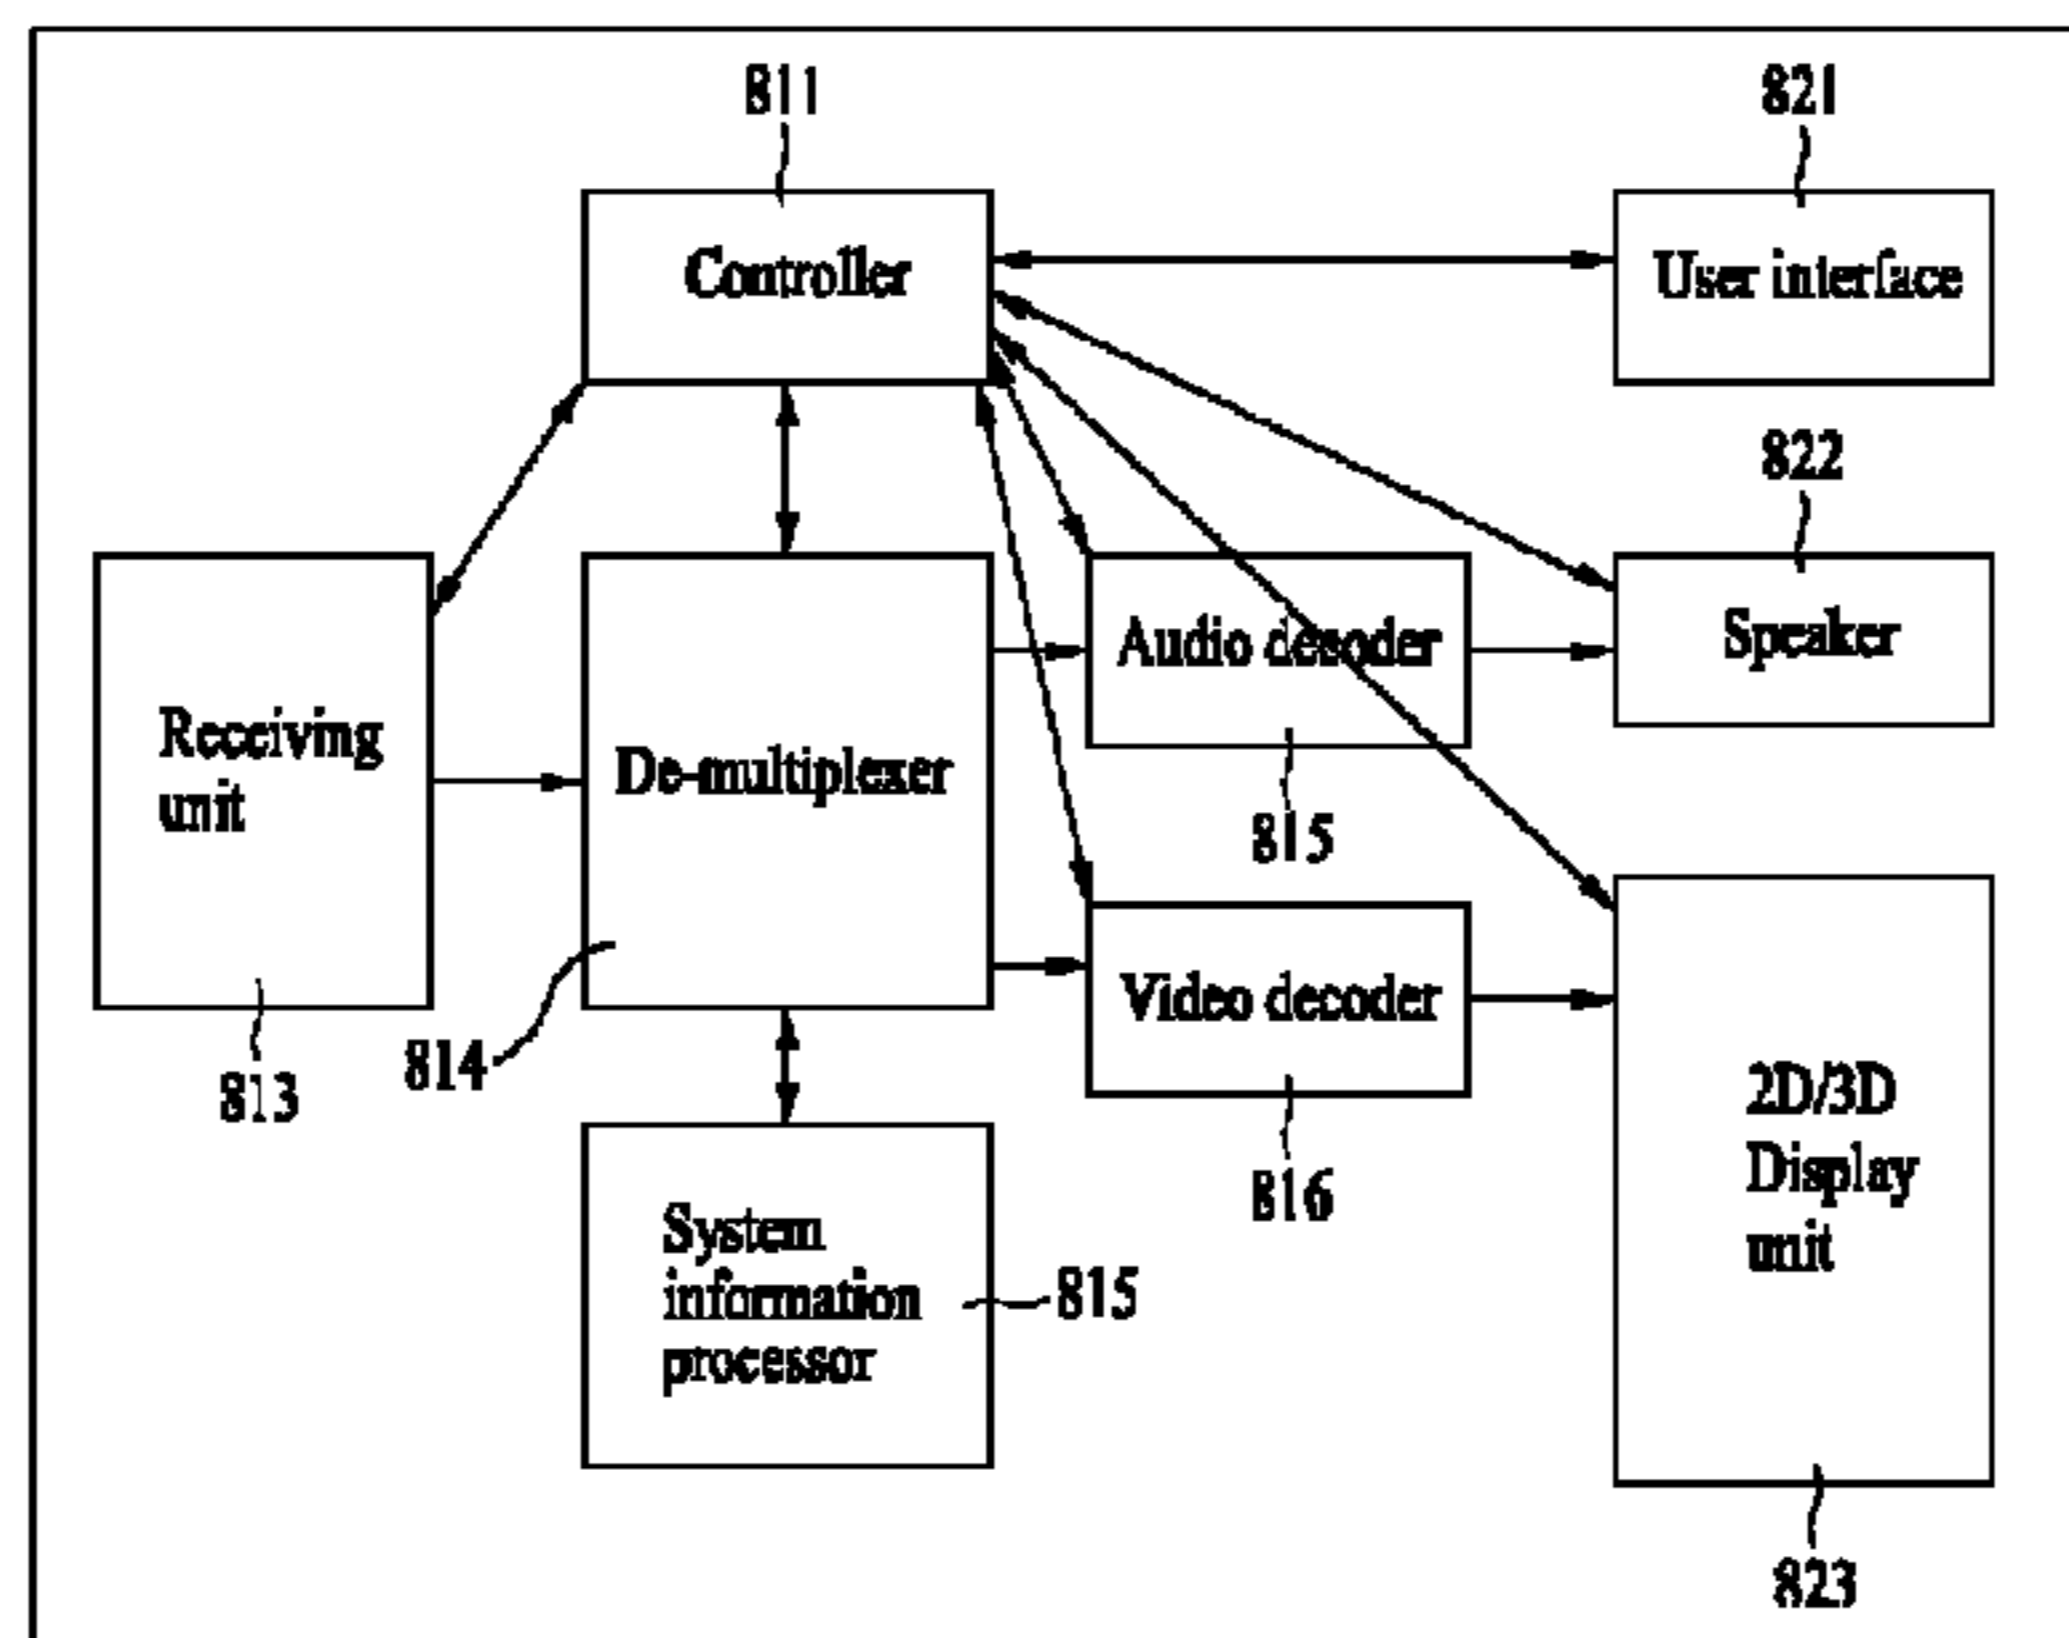 811
821
Controller
User interface
822
Receiving
unit
De-multiplexer
Audio decoder
Speaker
815
813
814
Video decoder
816
2D/3D
Display
unit
System
information
processor
815
823